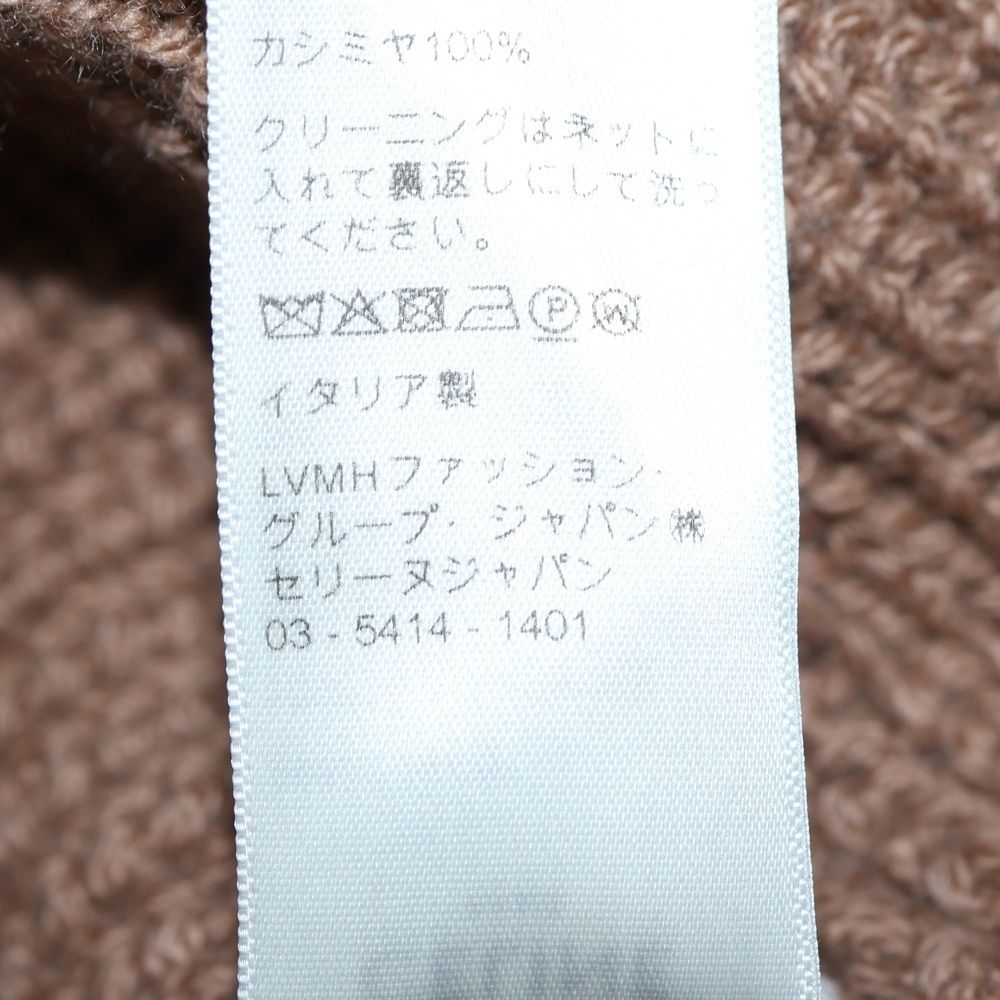 カシミヤ100%
クリーニングはネットに
入れて裏返しにして洗っ
てください。
P W
イタリア製
LVMHファッション・
グループ・ジャパン㈱
セリーヌジャパン
03 - 5414 - 1401